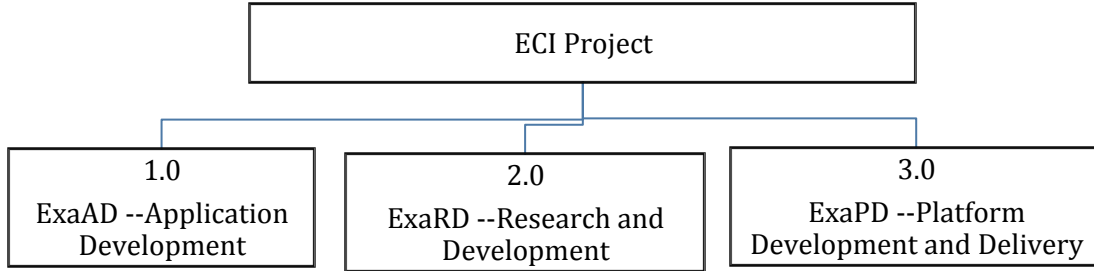 ECI Project
1.0
ExaAD --Application
Development
2.0
ExaRD --Research and
Development
3.0
ExaPD --Platform
Development and Delivery